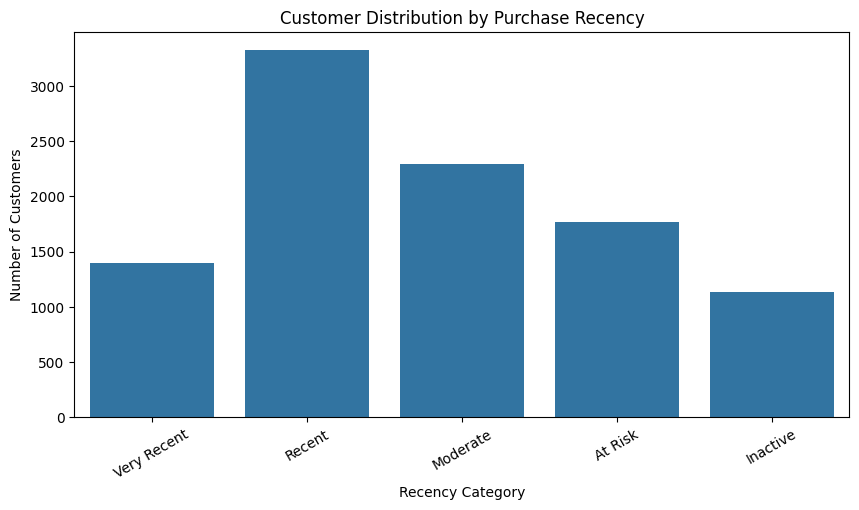 Customer Distribution by Purchase Recency
Number of Customers
3000
2500
2000
1500
1000
500
0
Very Recent
Recent
Moderate
At Risk
Inactive
Recency Category